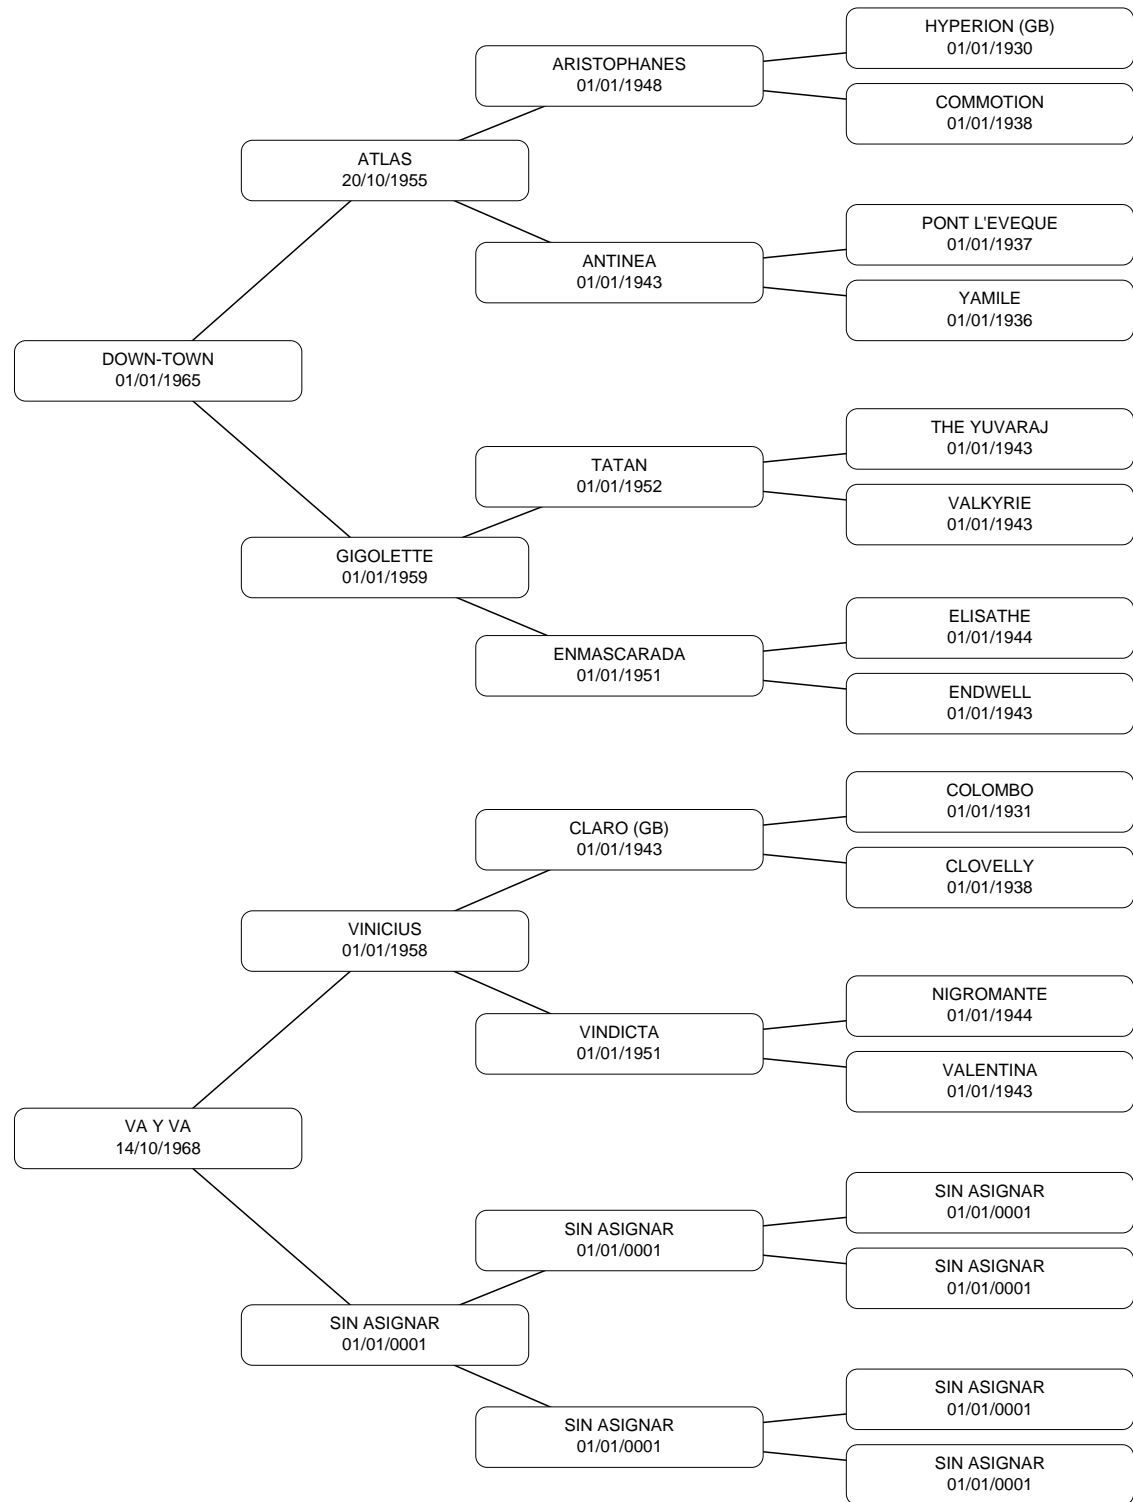 HYPERION (GB)
01/01/1930
ARISTOPHANES
01/01/1948
COMMOTION
01/01/1938
ATLAS
20/10/1955
PONT L'EVEQUE
01/01/1937
ANTINEA
01/01/1943
YAMILE
01/01/1936
DOWN-TOWN
01/01/1965
THE YUVARAJ
01/01/1943
TATAN
01/01/1952
VALKYRIE
01/01/1943
GIGOLETTE
01/01/1959
ELISATHE
01/01/1944
ENMASCARADA
01/01/1951
ENDWELL
01/01/1943
COLOMBO
01/01/1931
CLARO (GB)
01/01/1943
CLOVELLY
01/01/1938
VINICIUS
01/01/1958
NIGROMANTE
01/01/1944
VINDICTA
01/01/1951
VALENTINA
01/01/1943
VA Y VA
14/10/1968
SIN ASIGNAR
01/01/0001
SIN ASIGNAR
01/01/0001
SIN ASIGNAR
01/01/0001
SIN ASIGNAR
01/01/0001
SIN ASIGNAR
01/01/0001
SIN ASIGNAR
01/01/0001
SIN ASIGNAR
01/01/0001